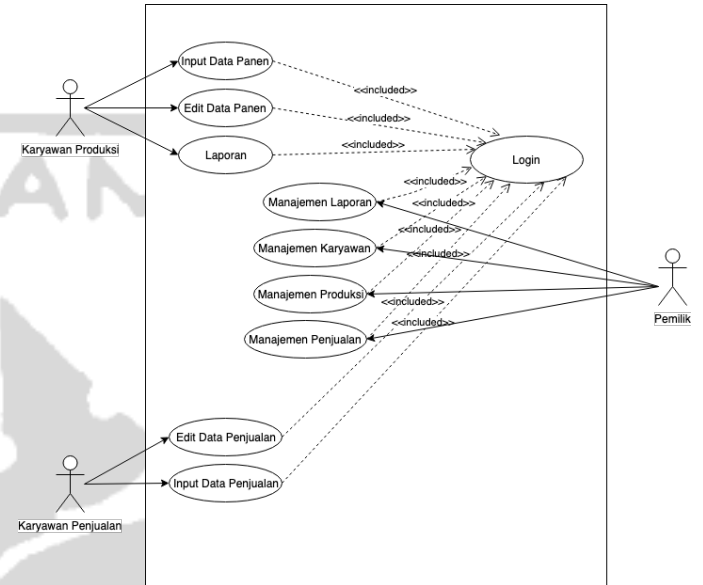 Input Data Panen
<<included>>
Edit Data Panen
<<included>>
Karyawan Produksi
Laporan
<<included>>
Login
<<included>>
Manajemen Laporan
<<included>>
Manajemen Karyawan
<<included>>
Manajemen Produksi
<<included>>
Pemilik
<<included>>
Manajemen Penjualan
Edit Data Penjualan
Input Data Penjualan
Karyawan Penjualan
AN